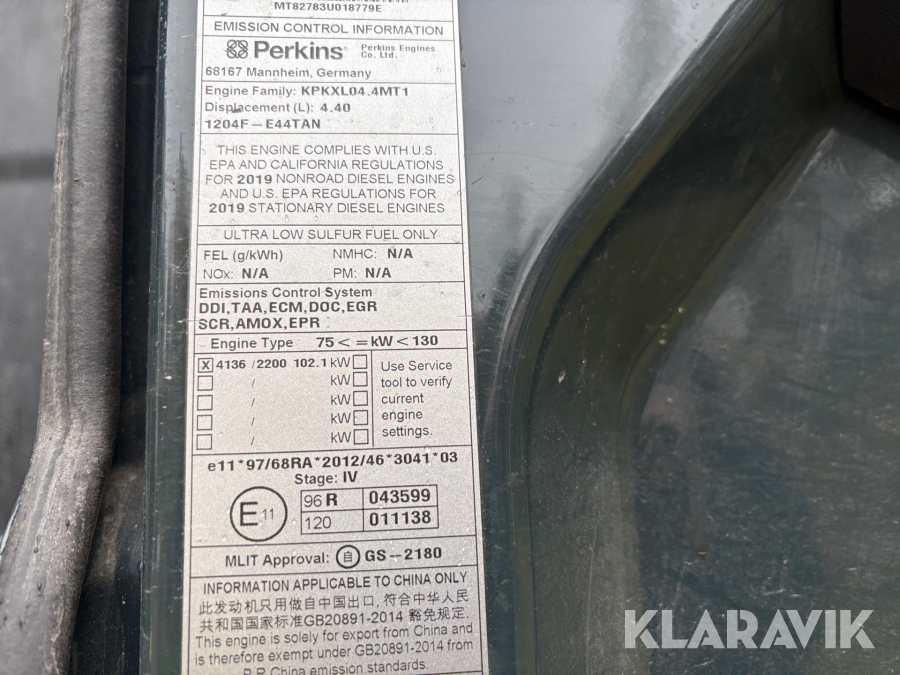 MT82783U018779E
EMISSION CONTROL INFORMATION
Perkins Perkins Engines Co. Ltd.
68167 Mannheim, Germany
Engine Family: KPKXL04.4MT1
Displacement (L): 4.40
1204F-E44TAN
THIS ENGINE COMPLIES WITH U.S.
EPA AND CALIFORNIA REGULATIONS
FOR 2019 NONROAD DIESEL ENGINES
AND U.S. EPA REGULATIONS FOR
2019 STATIONARY DIESEL ENGINES
ULTRA LOW SULFUR FUEL ONLY
FEL (g/kWh) NMHC: N/A
NOx: N/A PM: N/A
Emissions Control System
DDI,TAA,ECM,DOC,EGR
SCR,AMOX,EPR
Engine Type 75<=kW<130
X 4136 /2200 102.1 kW
/ kW
/ kW
/ kW
/ kW
Use Service
tool to verify
current
engine
settings.
e11*97/68RA*2012/46*3041*03
Stage: IV
E11
96 R 043599
120 011138
MLIT Approval: 自 GS-2180
INFORMATION APPLICABLE TO CHINA ONLY
此发动机只用做自中国出口, 符合中华人民
共和国国家标准GB20891-2014 豁免规定.
This engine is solely for export from China and
is therefore exempt under GB20891-2014 from
P.R.China emission standards.
KLARAVIK